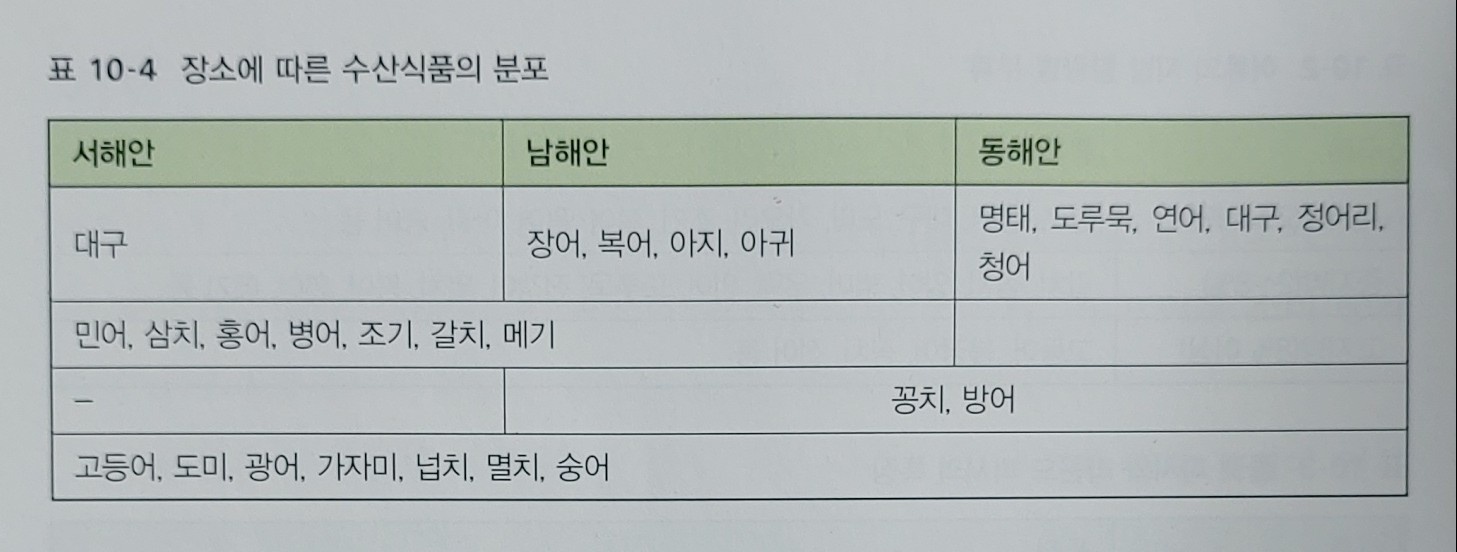 표 10-4 장소에 따른 수산식품의 분포
서해안 남해안 동해안
대구 장어, 복어, 아지, 아귀 명태, 도루묵, 연어, 대구, 정어리,
청어
민어, 삼치, 홍어, 병어, 조기, 갈치, 메기
– 꽁치, 방어
고등어, 도미, 광어, 가자미, 넙치, 멸치, 숭어